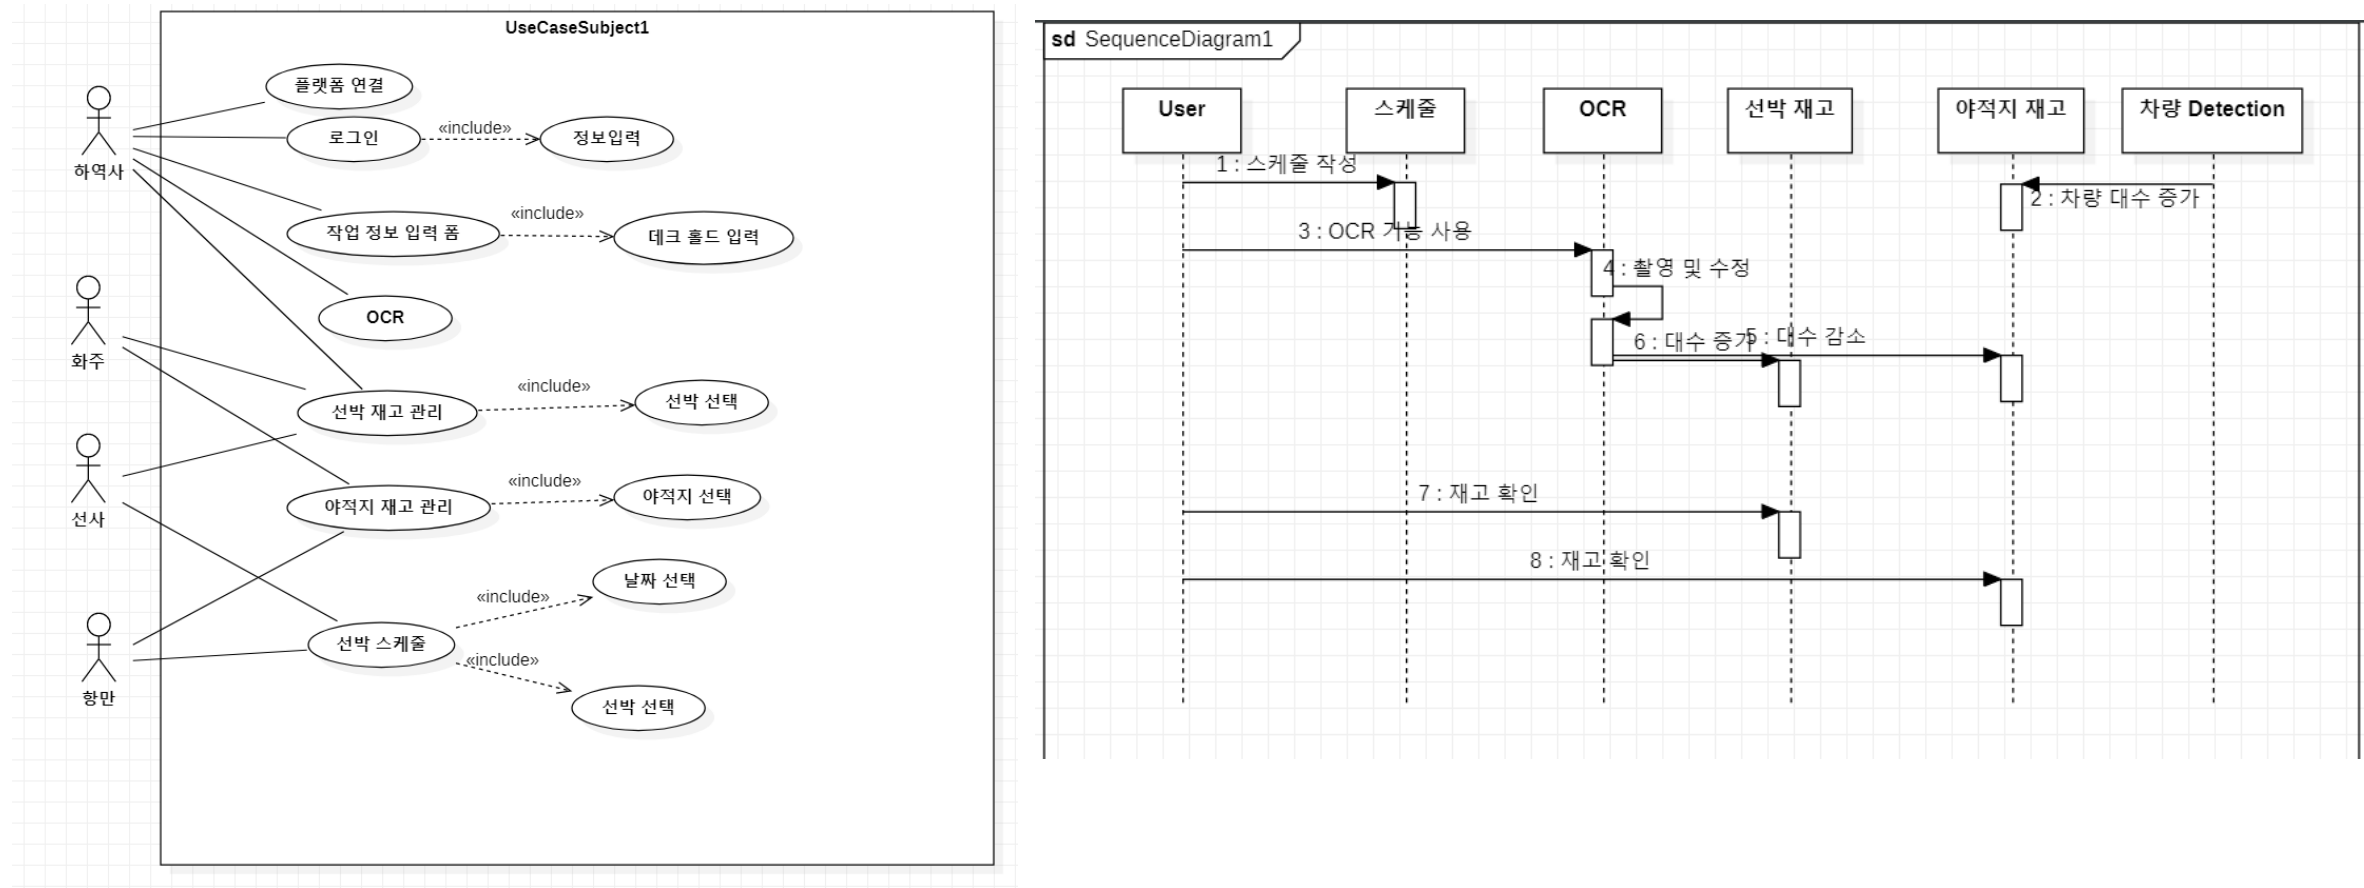 UseCaseSubject1
플랫폼 연결
로그인
«include»
정보입력
하역사
작업 정보 입력 폼
«include»
데크 홀드 입력
OCR
화주
선박 재고 관리
«include»
선박 선택
선사
야적지 재고 관리
«include»
야적지 선택
날짜 선택
«include»
선박 스케줄
«include»
선박 선택
항만
sd SequenceDiagram1
User
스케줄
OCR
선박 재고
야적지 재고
차량 Detection
1 : 스케줄 작성
2 : 차량 대수 증가
3 : OCR 기능 사용
4 : 촬영 및 수정
6 : 대수 증가
5 : 대수 감소
7 : 재고 확인
8 : 재고 확인